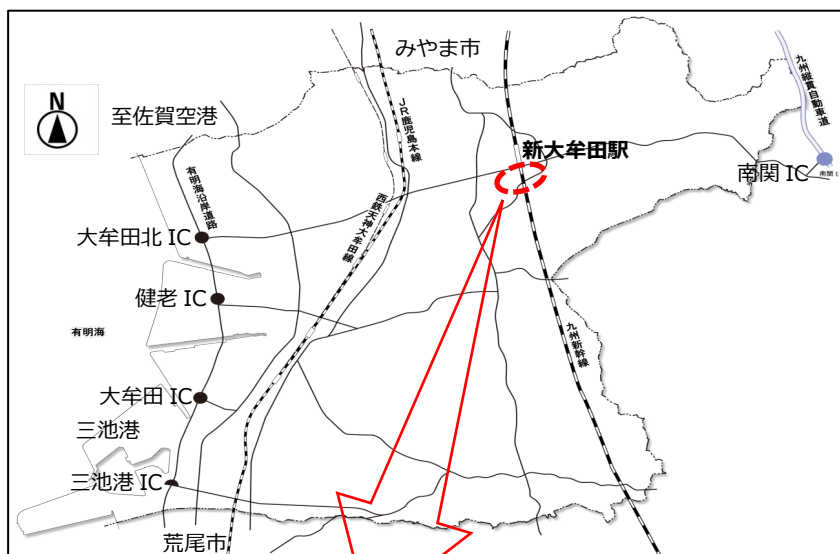 みやま市
N
至佐賀空港
JR鹿児島本線
九州縦貫自動車道
新大牟田駅
南関 IC
南関 I
有明海沿岸道路
西鉄天神大牟田線
大牟田北 IC
健老 IC
有明海
九州新幹線
大牟田 IC
三池港
三池港 IC
荒尾市